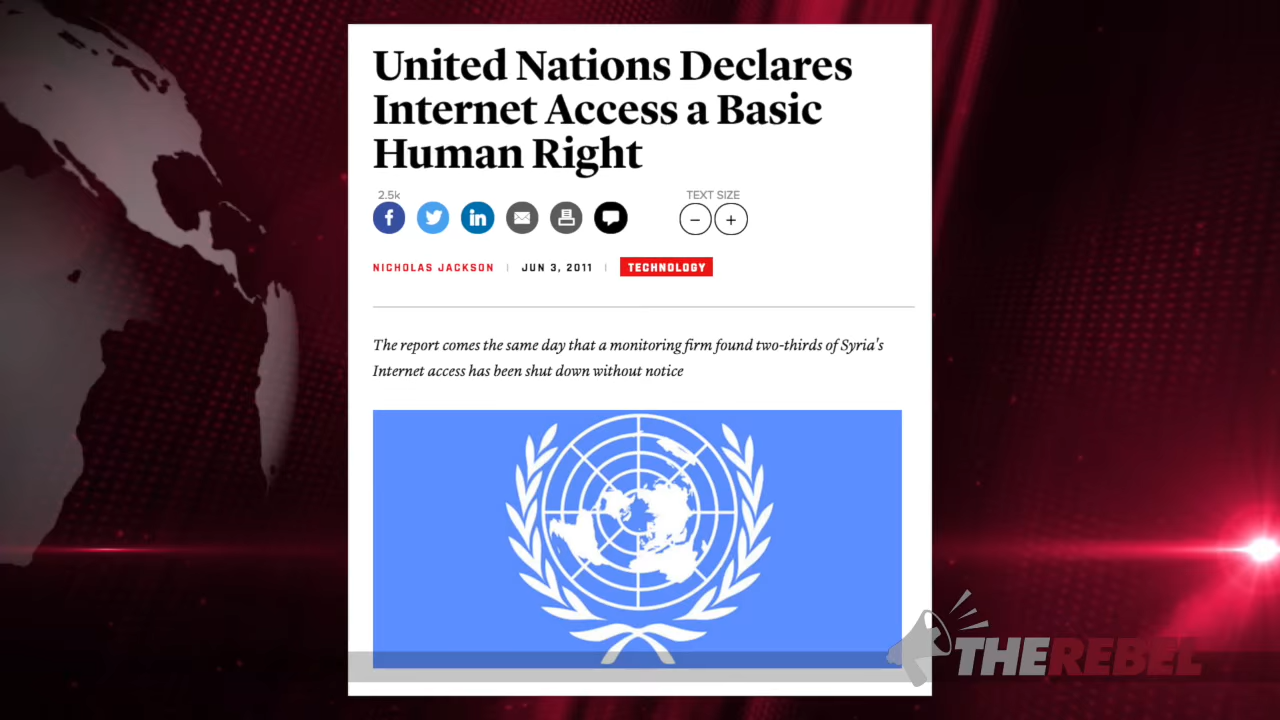 United Nations Declares
Internet Access a Basic
Human Right
2.5k
TEXT SIZE
f
in
− +
NICHOLAS JACKSON | JUN 3, 2011 | TECHNOLOGY
The report comes the same day that a monitoring firm found two-thirds of Syria's
Internet access has been shut down without notice
THEREBEL